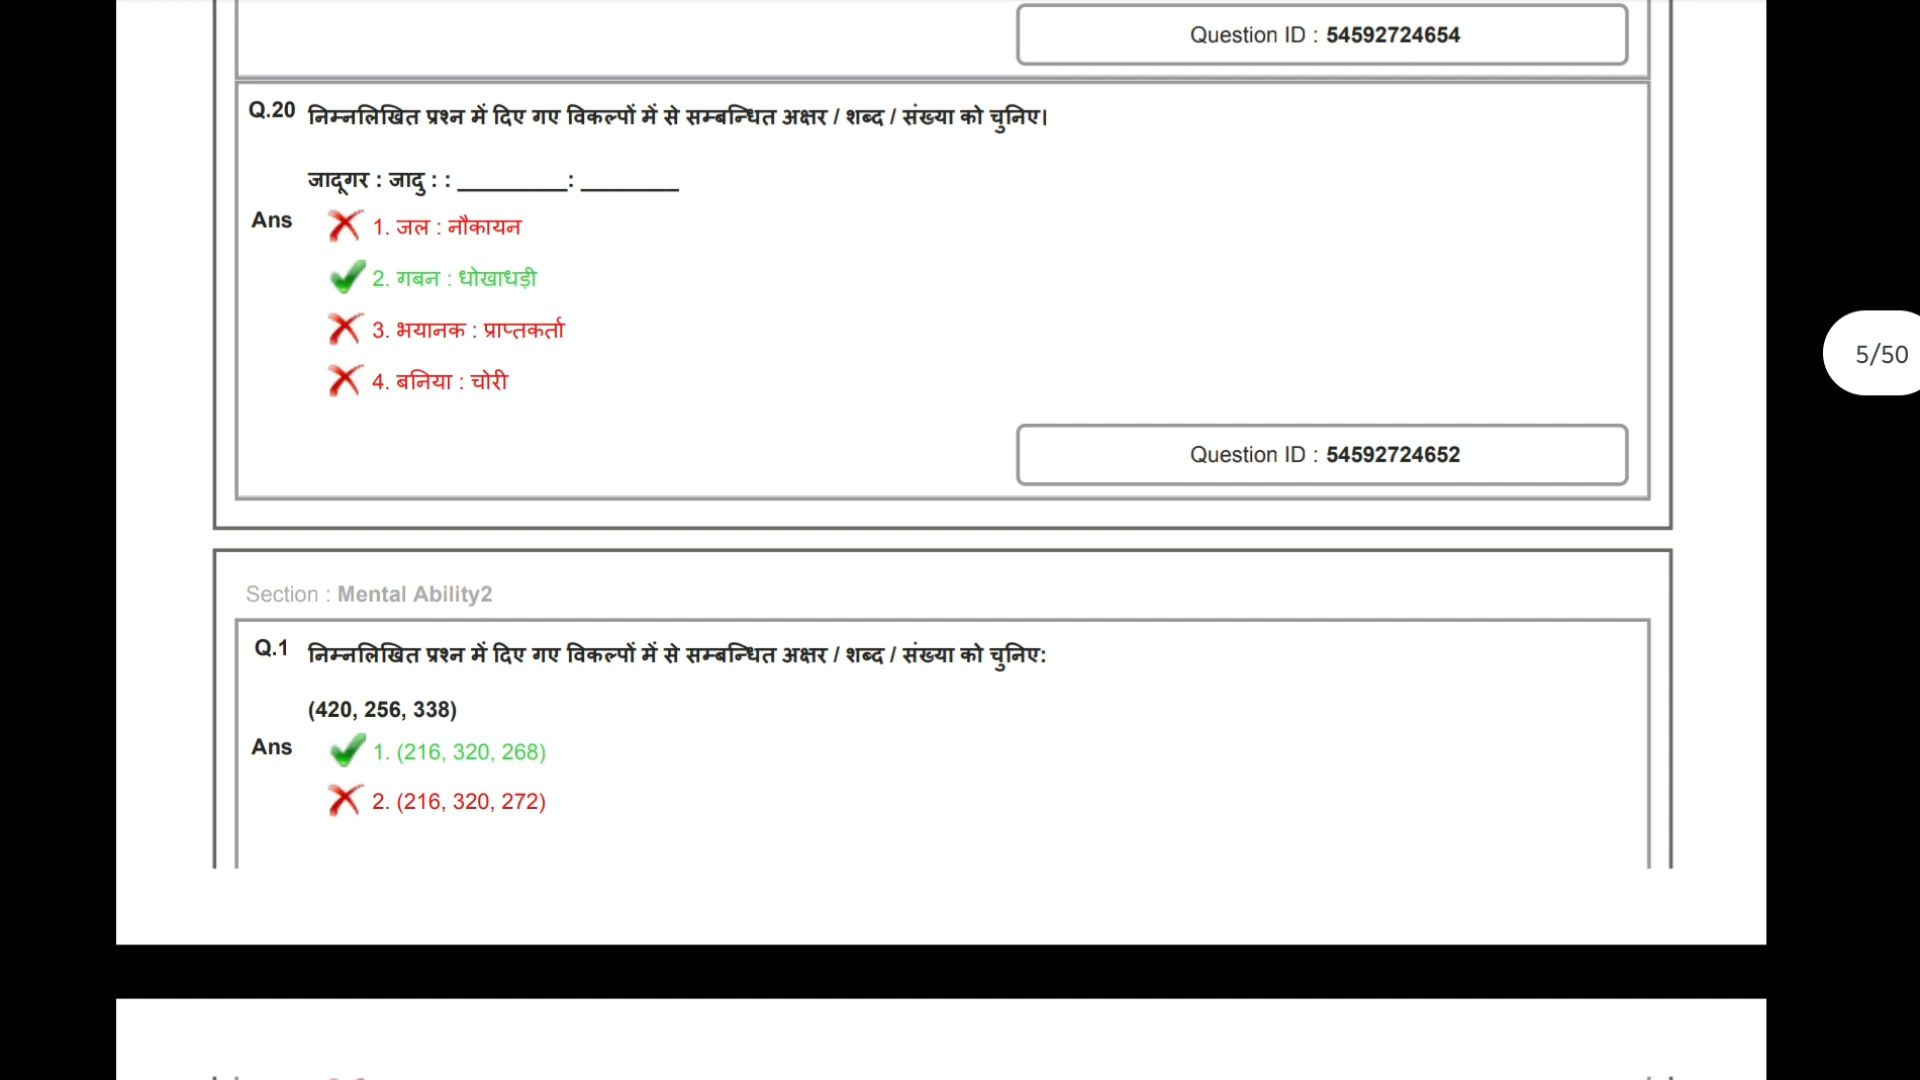 Question ID : 54592724654
Q.20 निम्नलिखित प्रश्न में दिए गए विकल्पों में से सम्बन्धित अक्षर / शब्द / संख्या को चुनिए।
जादूगर : जादु : : _________: ________
Ans 1. जल : नौकायन
2. गबन : धोखाधड़ी
3. भयानक : प्राप्तकर्ता
4. बनिया : चोरी
5/50
Question ID : 54592724652
Section : Mental Ability2
Q.1 निम्नलिखित प्रश्न में दिए गए विकल्पों में से सम्बन्धित अक्षर / शब्द / संख्या को चुनिए:
(420, 256, 338)
Ans 1. (216, 320, 268)
2. (216, 320, 272)